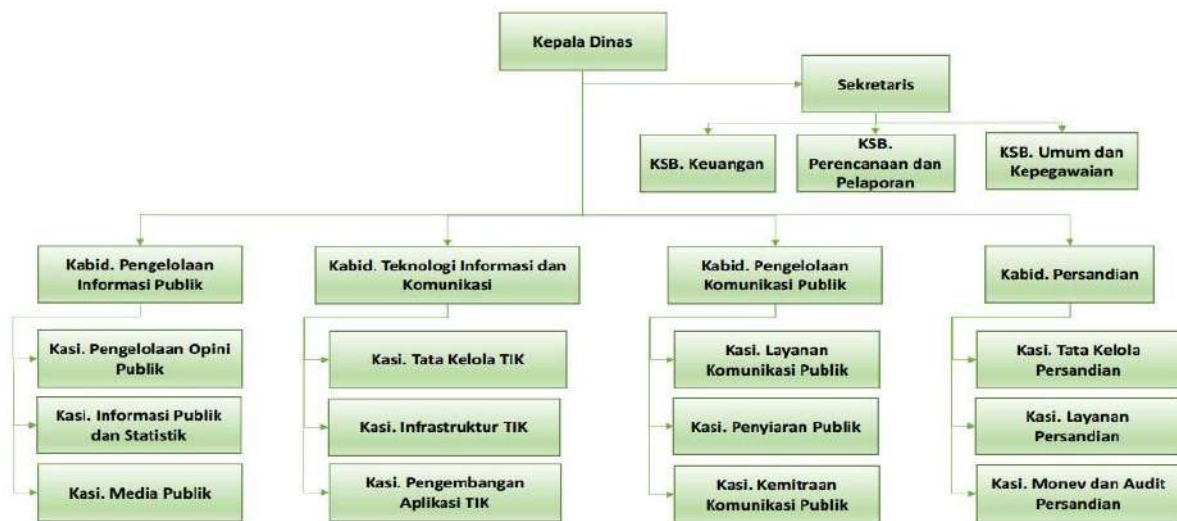 Kepala Dinas
Sekretaris
KSB. Keuangan
KSB.
Perencanaan dan
Pelaporan
KSB. Umum dan
Kepegawaian
Kabid. Pengelolaan
Informasi Publik
Kabid. Teknologi Informasi dan
Komunikasi
Kabid. Pengelolaan
Komunikasi Publik
Kabid. Persandian
Kasi. Pengelolaan Opini
Publik
Kasi. Informasi Publik
dan Statistik
Kasi. Media Publik
Kasi. Tata Kelola TIK
Kasi. Infrastruktur TIK
Kasi. Pengembangan
Aplikasi TIK
Kasi. Layanan
Komunikasi Publik
Kasi. Penyiaran Publik
Kasi. Kemitraan
Komunikasi Publik
Kasi. Tata Kelola
Persandian
Kasi. Layanan
Persandian
Kasi. Monev dan Audit
Persandian